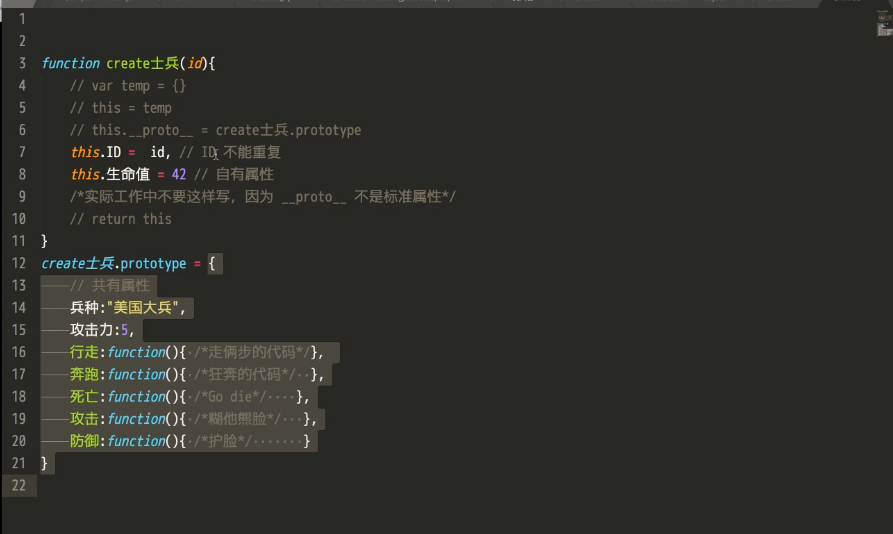 1
2
3 function create士兵(id){
4 // var temp = {}
5 // this = temp
6 // this.__proto__ = create士兵.prototype
7 this.ID = id, // ID 不能重复
8 this.生命值 = 42 // 自有属性
9 /*实际工作中不要这样写，因为 __proto__ 不是标准属性*/
10 // return this
11 }
12 create士兵.prototype = {
13 // 共有属性
14 兵种:"美国大兵",
15 攻击力:5,
16 行走:function(){ /*走俩步的代码*/},
17 奔跑:function(){ /*狂奔的代码*/  },
18 死亡:function(){ /*Go die*/    },
19 攻击:function(){ /*糊他熊脸*/   },
20 防御:function(){ /*护脸*/       }
21 }
22